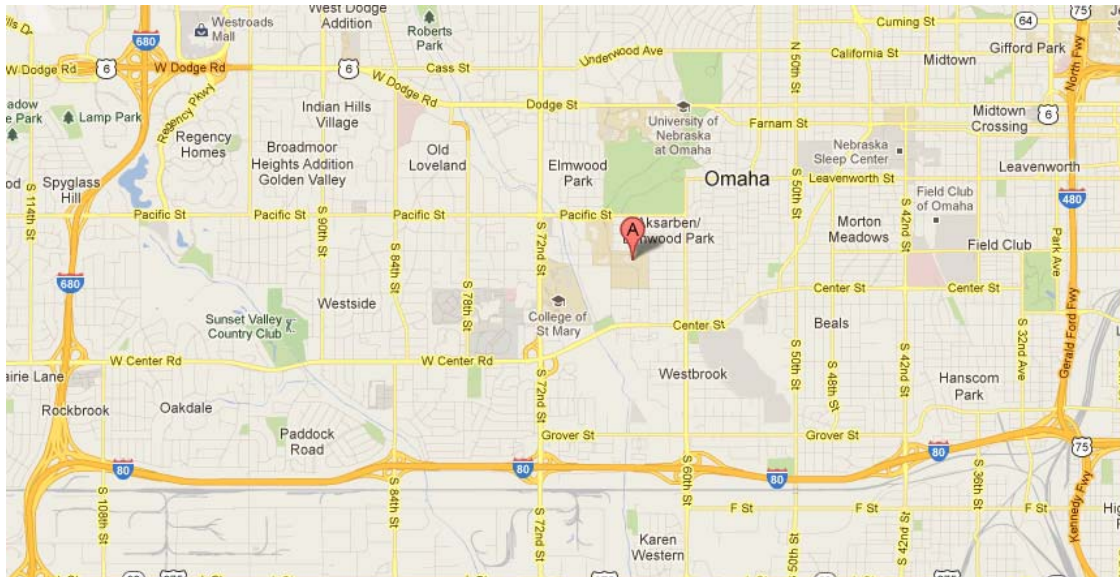 West Dodge
Addition
Westroads
Mall
Roberts
Park
Cuming St
64
75
680
Underwood Ave
California St
Gifford Park
North Fwy
N 50th St
W Dodge Rd
6
W Dodge Rd
6
Cass St
W Dodge Rd
Midtown
Lamp Park
Regency Pkwy
Indian Hills
Village
Dodge St
University of
Nebraska
at Omaha
Farnam St
Midtown
Crossing
6
Regency
Homes
Broadmoor
Heights Addition
Golden Valley
Old
Loveland
Elmwood
Park
Nebraska
Sleep Center
Leavenworth
Omaha
Leavenworth St
Spyglass
Hill
S 114th St
S 50th St
Field Club
of Omaha
480
Pacific St
Pacific St
Pacific St
Pacific St
S 90th St
S 84th St
S 72nd St
A
Aksarben/
Elmwood Park
Morton
Meadows
S 42nd St
Field Club
Park Ave
680
S 78th St
Center St
Center St
Westside
College of
St Mary
Sunset Valley
Country Club
Center St
Beals
Gerald Ford Fwy
W Center Rd
W Center Rd
S 32nd Ave
S 50th St
S 48th St
S 42nd St
Westbrook
Hanscom
Park
Rockbrook
Oakdale
S 72nd St
Paddock
Road
Grover St
Grover St
75
80
80
80
80
S 108th St
S 84th St
S 72nd St
S 60th St
S 36th St
F St
F St
Kennedy Fwy
S 42nd St
S 50th St
Karen
Western